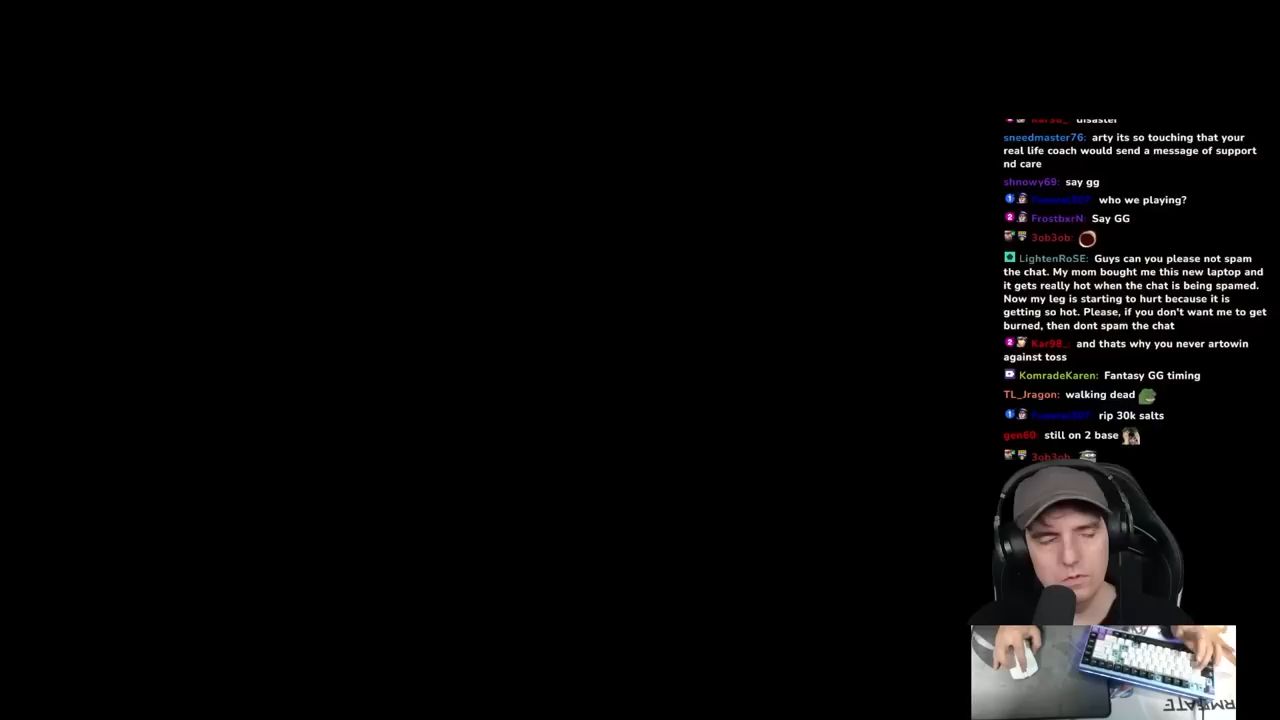 disaster
sneedmaster76: arty its so touching that your
real life coach would send a message of support
nd care
shnowy69: say gg
who we playing?
FrostbxrN: Say GG
3ob3ob:
LightenRoSE: Guys can you please not spam
the chat. My mom bought me this new laptop and
it gets really hot when the chat is being spamed.
Now my leg is starting to hurt because it is
getting so hot. Please, if you don't want me to get
burned, then dont spam the chat
Kar98_: and thats why you never artowin
against toss
KomradeKaren: Fantasy GG timing
TL_Jragon: walking dead
rip 30k salts
gen60: still on 2 base
3ob3ob